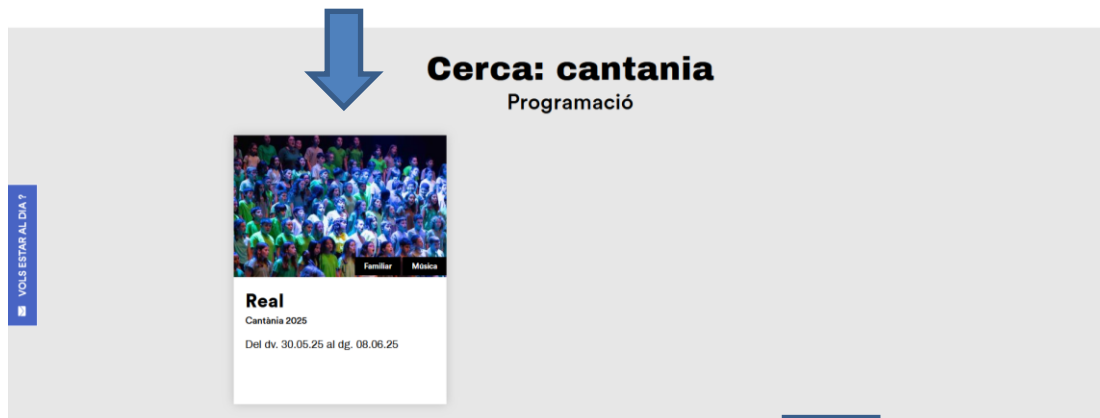 Cerca: cantania
Programació
VOLS ESTAR AL DIA ?
Familiar Música
Real
Cantània 2025
Del dv. 30.05.25 al dg. 08.06.25